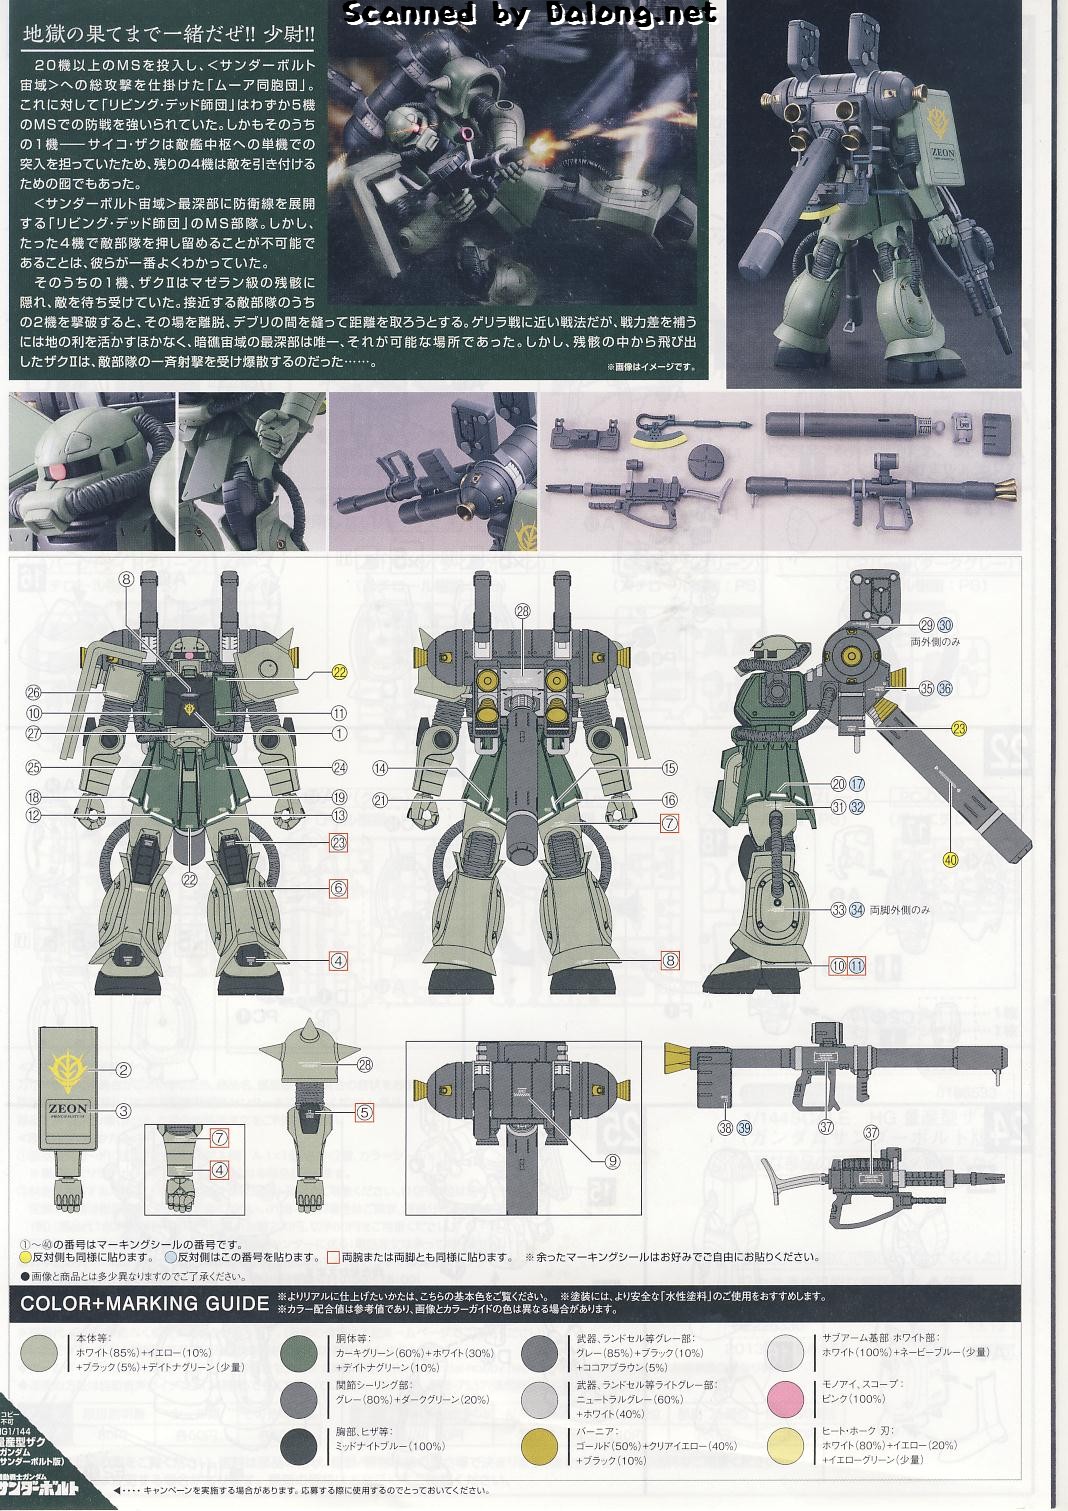 Scanned by Dalong.net
地獄の果てまで一緒だぜ!! 少尉!!
20機以上のMSを投入し、<サンダーボルト
宙域>への総攻撃を仕掛けた「ムーア同胞団」。
これに対して「リビング・デッド師団」はわずか5機
のMSでの防戦を強いられていた。しかもそのうち
の1機——サイコ・ザクは敵艦中枢への単機での
突入を担っていたため、残りの4機は敵を引き付ける
ための囮でもあった。
<サンダーボルト宙域>最深部に防衛線を展開
する「リビング・デッド師団」のMS部隊。しかし、
たった4機で敵部隊を押し留めることが不可能で
あることは、彼らが一番よくわかっていた。
そのうちの1機、ザクⅡはマゼラン級の残骸に
隠れ、敵を待ち受けていた。接近する敵部隊のうち
の2機を撃破すると、その場を離脱、デブリの間を縫って距離を取ろうとする。ゲリラ戦に近い戦法だが、戦力差を補う
には地の利を活かすほかなく、暗礁宙域の最深部は唯一、それが可能な場所であった。しかし、残骸の中から飛び出
したザクⅡは、敵部隊の一斉射撃を受け爆散するのだった……。
※画像はイメージです。
ZEON
⑧
㉖
⑩
㉗
㉕
⑱
⑫
㉒
⑪
①
㉔
⑲
⑬
㉓
⑥
④
㉒
㉘
⑭
㉑
⑮
⑯
⑦
⑧
㉙ ㉚
両外側のみ
㉟ ㊱
㉓
⑳ ⑰
㉛ ㉜
㊵
㉝ ㉞ 両脚外側のみ
⑩ ⑪
②
③
ZEON
⑦
④
㉘
⑤
⑨
㊳ ㊴
㊲
㊲
①~㊵の番号はマーキングシールの番号です。
反対側も同様に貼ります。 反対側はこの番号を貼ります。 両腕または両脚とも同様に貼ります。 ※余ったマーキングシールはお好みでご自由にお貼りください。
●画像と商品とは多少異なりますのでご了承ください。
COLOR+MARKING GUIDE
※よりリアルに仕上げたいかたは、こちらの基本色をご覧ください。 ※塗装には、より安全な「水性塗料」のご使用をおすすめします。
※カラー配合値は参考値であり、画像とカラーガイドの色は異なる場合があります。
本体等:
ホワイト(85%)+イエロー(10%)
+ブラック(5%)+デイトナグリーン(少量)
胴体等:
カーキグリーン(60%)+ホワイト(30%)
+デイトナグリーン(10%)
関節シーリング部:
グレー(80%)+ダークグリーン(20%)
胸部、ヒザ等:
ミッドナイトブルー(100%)
武器、ランドセル等グレー部:
グレー(85%)+ブラック(10%)
+ココアブラウン(5%)
武器、ランドセル等ライトグレー部:
ニュートラルグレー(60%)
+ホワイト(40%)
バーニア:
ゴールド(50%)+クリアイエロー(40%)
+ブラック(10%)
サブアーム基部 ホワイト部:
ホワイト(100%)+ネービーブルー(少量)
モノアイ、スコープ:
ピンク(100%)
ヒート・ホーク 刃:
ホワイト(80%)+イエロー(20%)
+イエローグリーン(少量)
コピー
不可
1/144
量産型ザク
ガンダム
サンダーボルト版)
機動戦士ガンダム
サンダーボルト
◀・・・・キャンペーンを実施する場合があります。応募する際に使用するのでとっておいてください。